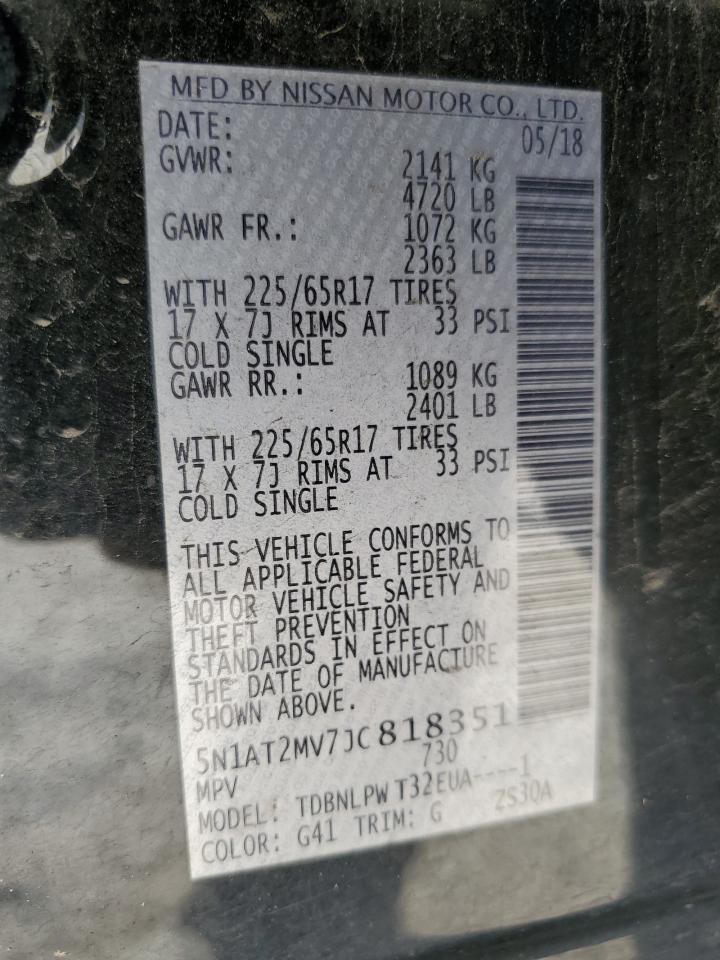 MFD BY NISSAN MOTOR CO., LTD.
DATE: 05/18
GVWR: 2141 KG
4720 LB
GAWR FR.: 1072 KG
2363 LB
WITH 225/65R17 TIRES
17 X 7J RIMS AT 33 PSI
COLD SINGLE
GAWR RR.: 1089 KG
2401 LB
WITH 225/65R17 TIRES
17 X 7J RIMS AT 33 PSI
COLD SINGLE
THIS VEHICLE CONFORMS TO
ALL APPLICABLE FEDERAL
MOTOR VEHICLE SAFETY AND
THEFT PREVENTION
STANDARDS IN EFFECT ON
THE DATE OF MANUFACTURE
SHOWN ABOVE.
5N1AT2MV7JC818351
MPV 730
MODEL: TDBNLPW T32EUA----1
COLOR: G41 TRIM: G ZS30A